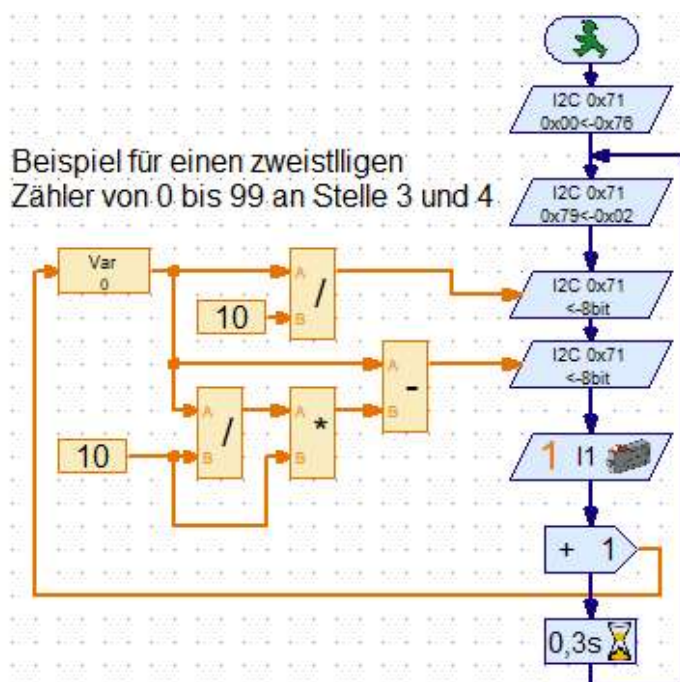 I2C 0x71
0x00<-0x76
Beispiel für einen zweistlligen
Zähler von 0 bis 99 an Stelle 3 und 4
I2C 0x71
0x79<-0x02
Var
0
A
/
B
10
I2C 0x71
<-8bit
A
-
B
I2C 0x71
<-8bit
A
/
B
A
*
B
10
1 I1
+ 1
0,3s